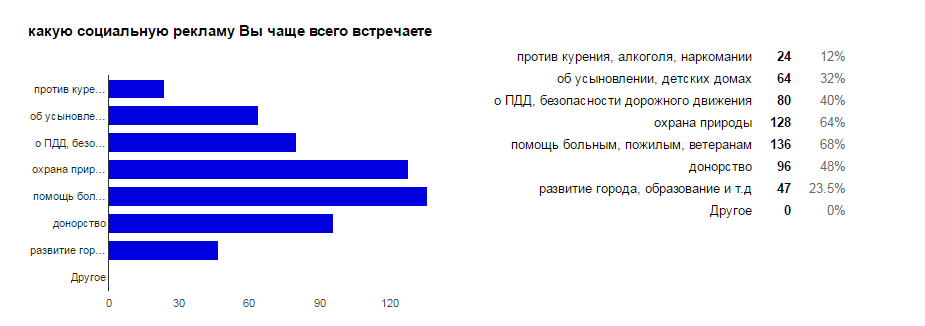 какую социальную рекламу Вы чаще всего встречаете
против куре...
об усыновле...
о ПДД, безо...
охрана прир...
помощь бол...
донорство
развитие гор...
Другое
0 30 60 90 120
против курения, алкоголя, наркомании 24 12%
об усыновлении, детских домах 64 32%
о ПДД, безопасности дорожного движения 80 40%
охрана природы 128 64%
помощь больным, пожилым, ветеранам 136 68%
донорство 96 48%
развитие города, образование и т.д 47 23.5%
Другое 0 0%